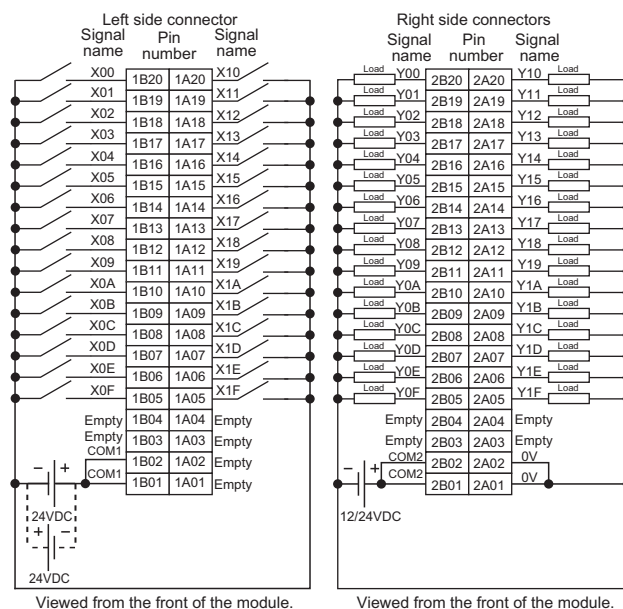 Left side connector
Signal name Pin number Signal name
X00 1B20 1A20 X10
X01 1B19 1A19 X11
X02 1B18 1A18 X12
X03 1B17 1A17 X13
X04 1B16 1A16 X14
X05 1B15 1A15 X15
X06 1B14 1A14 X16
X07 1B13 1A13 X17
X08 1B12 1A12 X18
X09 1B11 1A11 X19
X0A 1B10 1A10 X1A
X0B 1B09 1A09 X1B
X0C 1B08 1A08 X1C
X0D 1B07 1A07 X1D
X0E 1B06 1A06 X1E
X0F 1B05 1A05 X1F
Empty 1B04 1A04 Empty
Empty 1B03 1A03 Empty
COM1 1B02 1A02 Empty
COM1 1B01 1A01 Empty
− +
24VDC
+ −
24VDC
Viewed from the front of the module.
Right side connectors
Signal name Pin number Signal name
Load Y00 2B20 2A20 Y10 Load
Load Y01 2B19 2A19 Y11 Load
Load Y02 2B18 2A18 Y12 Load
Load Y03 2B17 2A17 Y13 Load
Load Y04 2B16 2A16 Y14 Load
Load Y05 2B15 2A15 Y15 Load
Load Y06 2B14 2A14 Y16 Load
Load Y07 2B13 2A13 Y17 Load
Load Y08 2B12 2A12 Y18 Load
Load Y09 2B11 2A11 Y19 Load
Load Y0A 2B10 2A10 Y1A Load
Load Y0B 2B09 2A09 Y1B Load
Load Y0C 2B08 2A08 Y1C Load
Load Y0D 2B07 2A07 Y1D Load
Load Y0E 2B06 2A06 Y1E Load
Load Y0F 2B05 2A05 Y1F Load
Empty 2B04 2A04 Empty
Empty 2B03 2A03 Empty
COM2 2B02 2A02 0V
COM2 2B01 2A01 0V
− +
12/24VDC
Viewed from the front of the module.